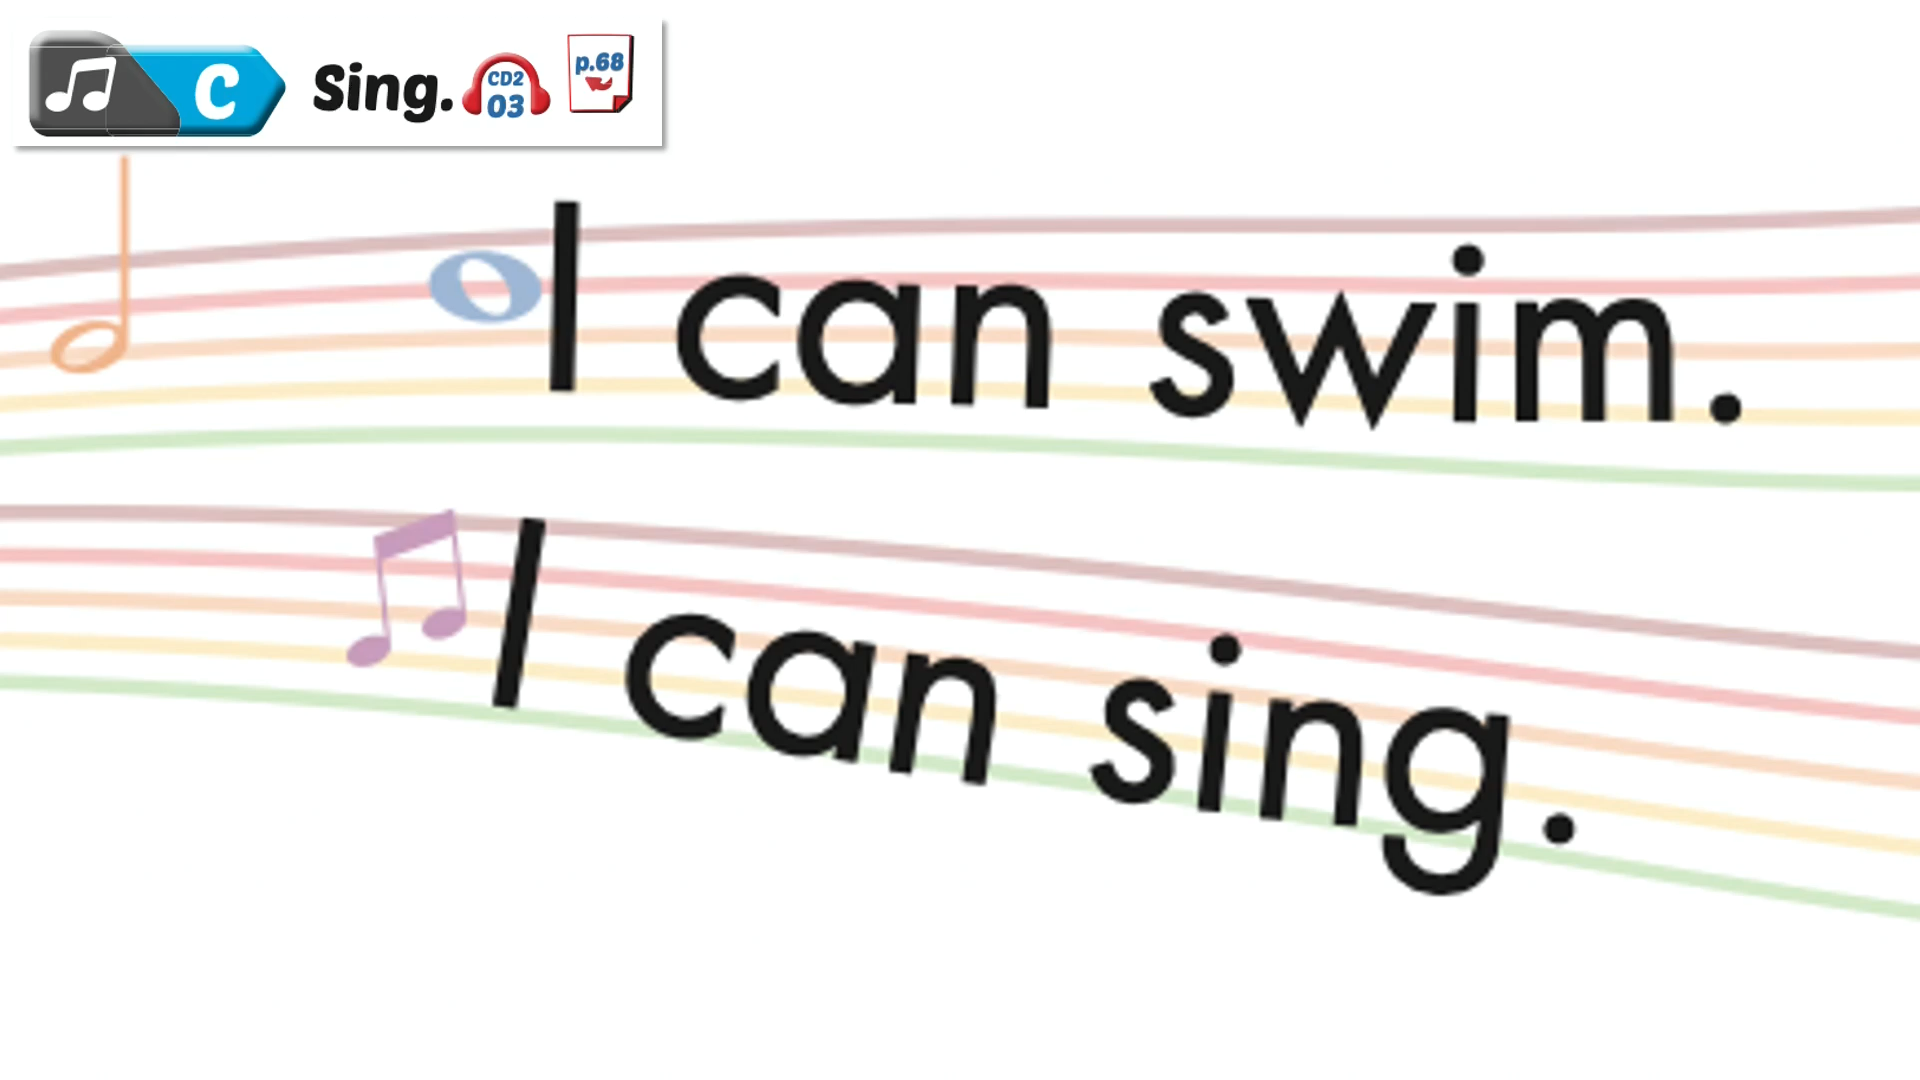 C Sing. CD2 03 p.68
I can swim.
I can sing.